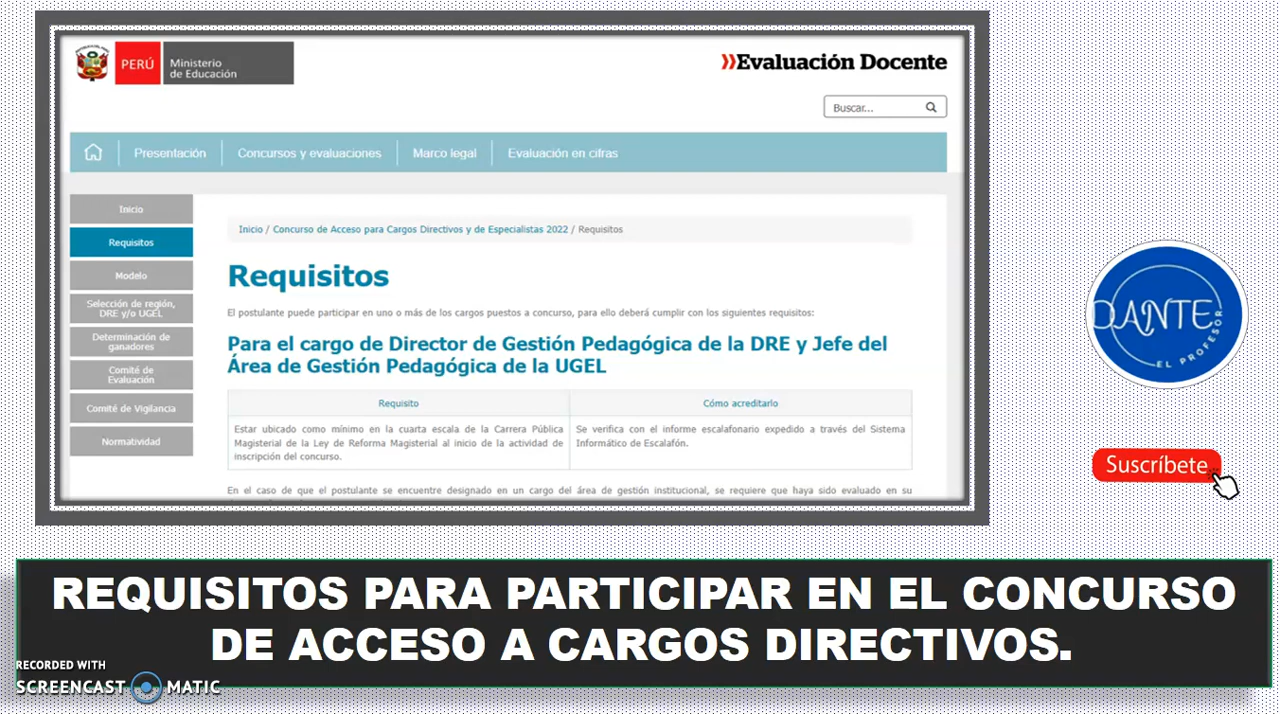 PERÚ
Ministerio
de Educación
»Evaluación Docente
Buscar...
Presentación
Concursos y evaluaciones
Marco legal
Evaluación en cifras
Inicio
Requisitos
Modelo
Selección de región,
DRE y/o UGEL
Determinación de
ganadores
Comité de
Evaluación
Comité de Vigilancia
Normatividad
Inicio / Concurso de Acceso para Cargos Directivos y de Especialistas 2022 / Requisitos
Requisitos
El postulante puede participar en uno o más de los cargos puestos a concurso, para ello deberá cumplir con los siguientes requisitos:
Para el cargo de Director de Gestión Pedagógica de la DRE y Jefe del
Área de Gestión Pedagógica de la UGEL
Requisito
Cómo acreditarlo
Estar ubicado como mínimo en la cuarta escala de la Carrera Pública
Magisterial de la Ley de Reforma Magisterial al inicio de la actividad de
inscripción del concurso.
Se verifica con el informe escalafonario expedido a través del Sistema
Informático de Escalafón.
En el caso de que el postulante se encuentre designado en un cargo del área de gestión institucional, se requiere que haya sido evaluado en su
DANTE
EL PROFESOR
Suscríbete
REQUISITOS PARA PARTICIPAR EN EL CONCURSO
DE ACCESO A CARGOS DIRECTIVOS.
RECORDED WITH
SCREENCAST MATIC